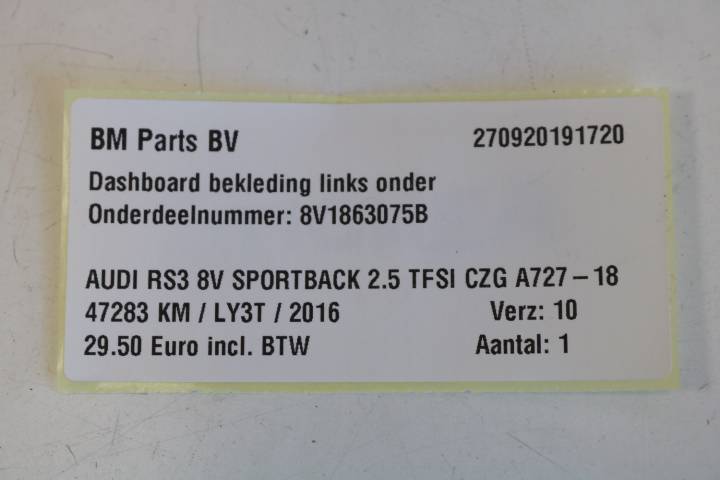 BM Parts BV 270920191720
Dashboard bekleding links onder
Onderdeelnummer: 8V1863075B
AUDI RS3 8V SPORTBACK 2.5 TFSI CZG A727-18
47283 KM / LY3T / 2016 Verz: 10
29.50 Euro incl. BTW Aantal: 1